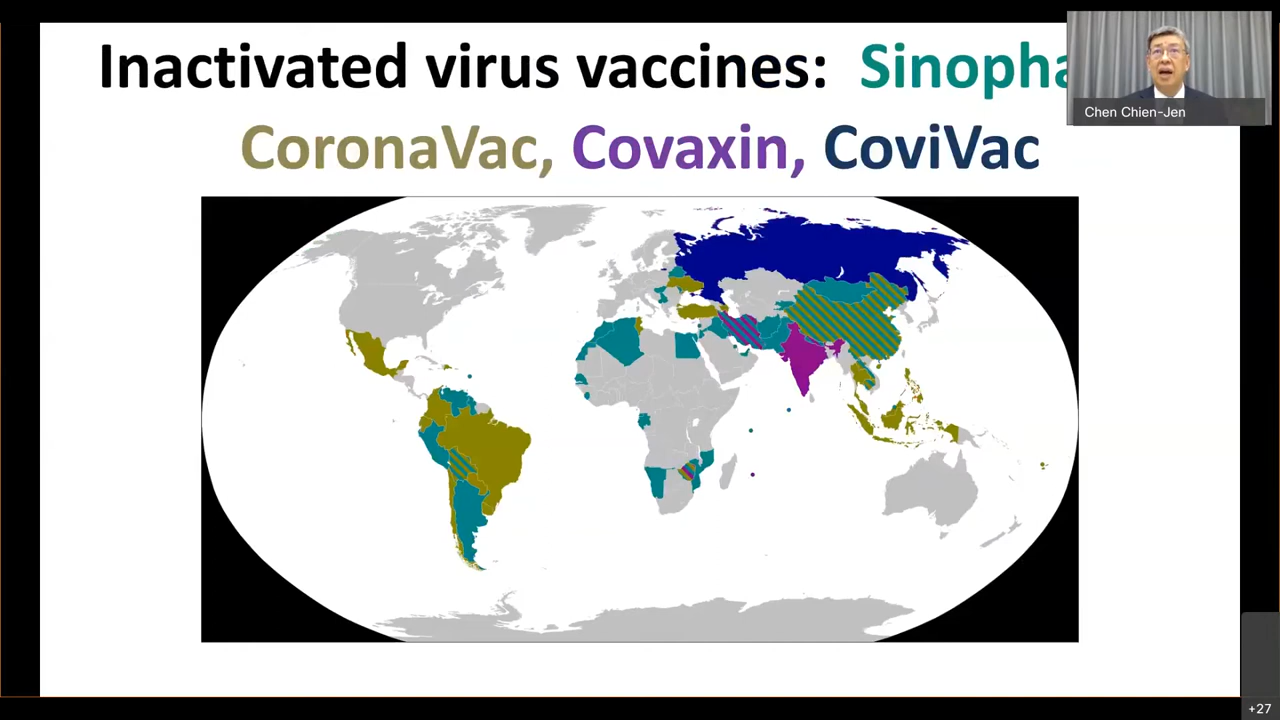 Inactivated virus vaccines: Sinopha
CoronaVac, Covaxin, CoviVac
Chen Chien-Jen
+27